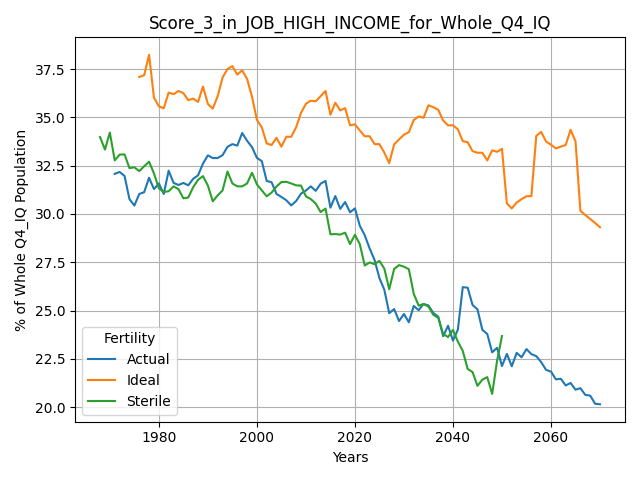 Score_3_in_JOB_HIGH_INCOME_for_Whole_Q4_IQ
% of Whole Q4_IQ Population
37.5
35.0
32.5
30.0
27.5
25.0
22.5
20.0
Fertility
Actual
Ideal
Sterile
1980
2000
2020
2040
2060
Years